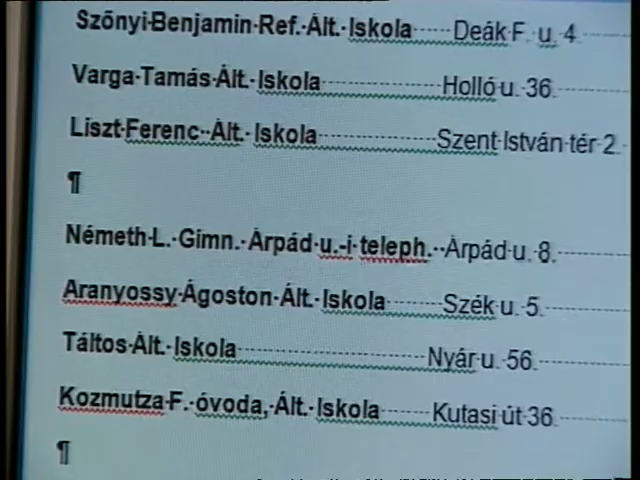 Szőnyi Benjamin Ref. Ált. Iskola Deák F. u. 4.
Varga Tamás Ált. Iskola Holló u. 36.
Liszt Ferenc Ált. Iskola Szent István tér 2.
¶
Németh L. Gimn. Árpád u.-i teleph. Árpád u. 8.
Aranyossy Ágoston Ált. Iskola Szék u. 5.
Táltos Ált. Iskola Nyár u. 56.
Kozmutza F. óvoda, Ált. Iskola Kutasi út 36.
¶